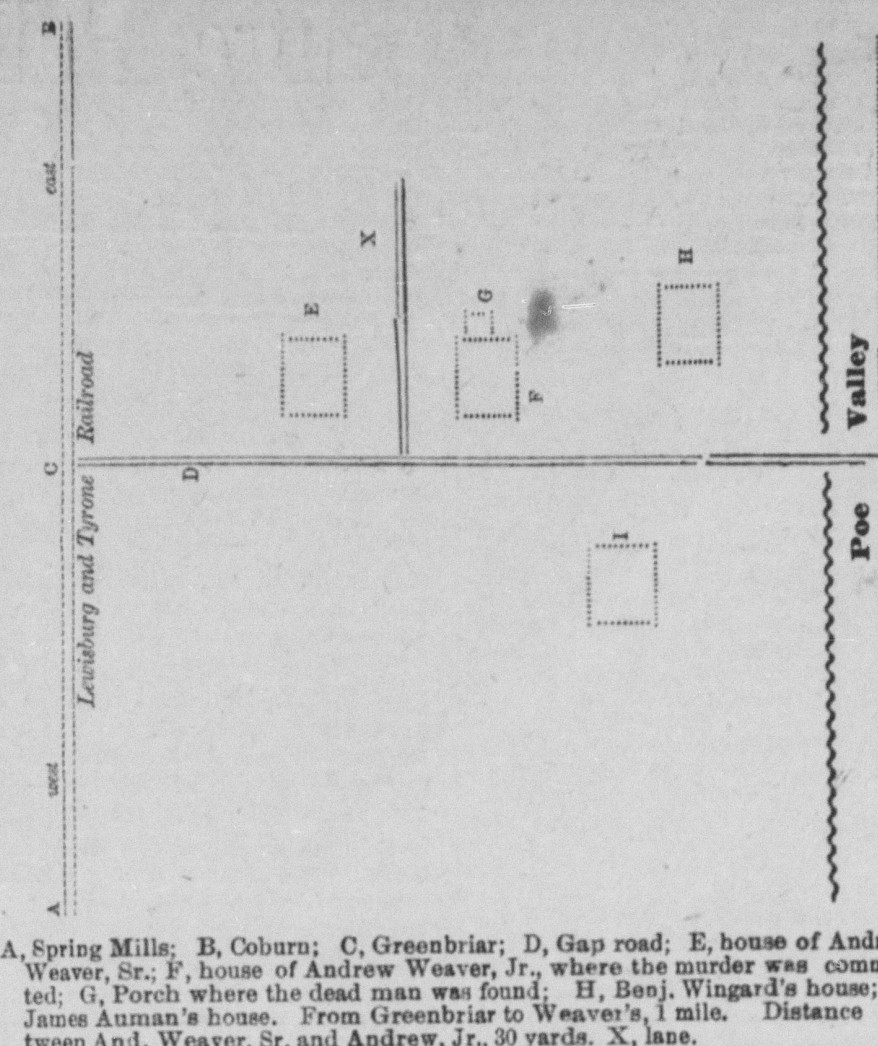 B
east
X
E
G
H
F
Railroad
Valley
C
D
Lewisburg and Tyrone
Poe
I
west
A
A, Spring Mills; B, Coburn; C, Greenbriar; D, Gap road; E, house of
Weaver, Sr.; F, house of Andrew Weaver, Jr., where the murder was
ted; G, Porch where the dead man was found; H, Benj. Wingard's house;
James Auman's house. From Greenbriar to Weaver's, 1 mile. Distance
tween And. Weaver, Sr. and Andrew, Jr., 30 yards. X, lane.